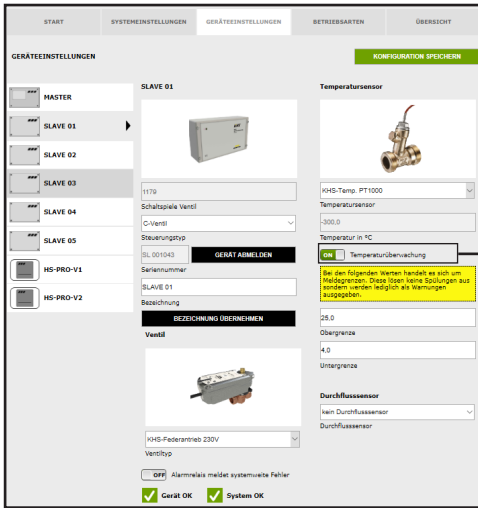 START
SYSTEMEINSTELLUNGEN
GERÄTEEINSTELLUNGEN
BETRIEBSARTEN
ÜBERSICHT
GERÄTEEINSTELLUNGEN
KONFIGURATION SPEICHERN
MASTER
SLAVE 01
SLAVE 02
SLAVE 03
SLAVE 04
SLAVE 05
HS-PRO-V1
HS-PRO-V2
SLAVE 01
1179
Schaltspiele Ventil
C-Ventil
Steuerungstyp
SL 001043
GERÄT ABMELDEN
Seriennummer
SLAVE 01
Bezeichnung
BEZEICHNUNG ÜBERNEHMEN
Ventil
KHS-Federantrieb 230V
Ventiltyp
OFF Alarmrelais meldet systemweite Fehler
Gerät OK
System OK
Temperatursensor
KHS-Temp. PT1000
Temperatursensor
-300,0
Temperatur in °C
ON Temperaturüberwachung
Bei den folgenden Werten handelt es sich um
Meldegrenzen. Diese lösen keine Spülungen aus
sondern werden lediglich als Warnungen
ausgegeben.
25,0
Obergrenze
4,0
Untergrenze
Durchflusssensor
kein Durchflusssensor
Durchflusssensor